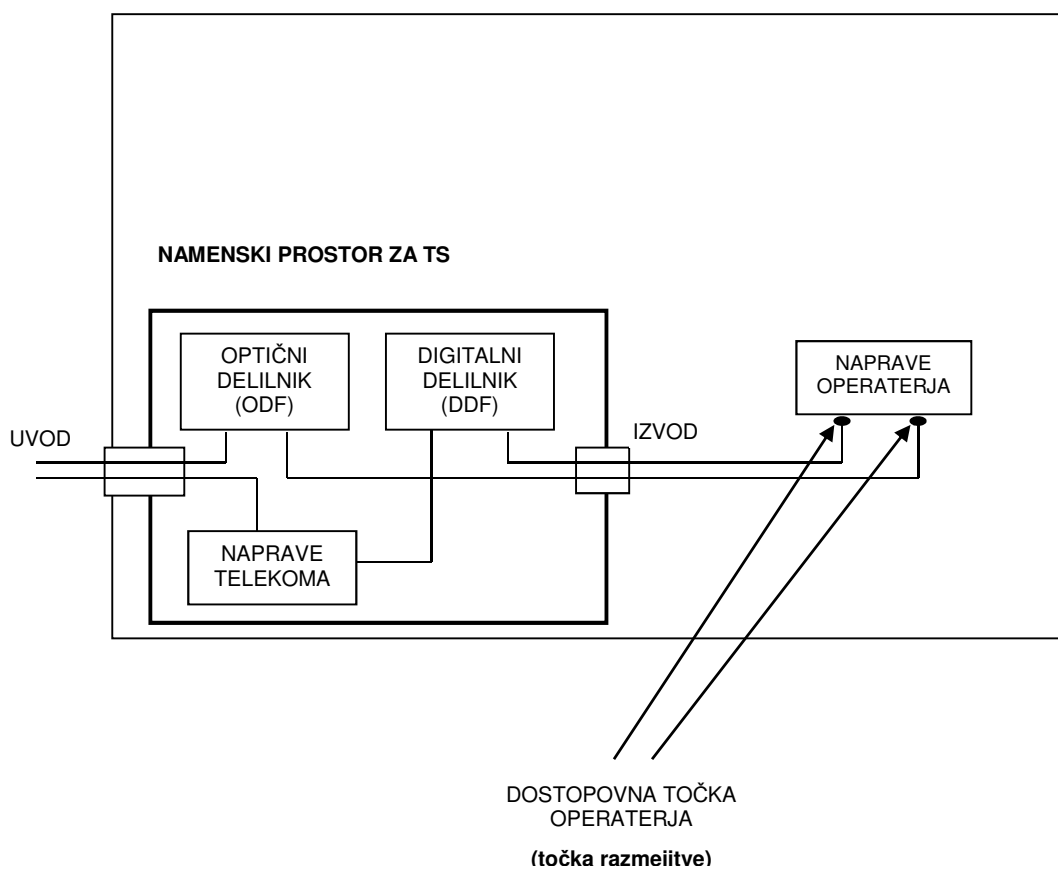 NAMENSKI PROSTOR ZA TS
OPTIČNI
DELILNIK
(ODF)
DIGITALNI
DELILNIK
(DDF)
NAPRAVE
OPERATERJA
UVOD
IZVOD
NAPRAVE
TELEKOMA
DOSTOPOVNA TOČKA
OPERATERJA
(točka razmejitve)